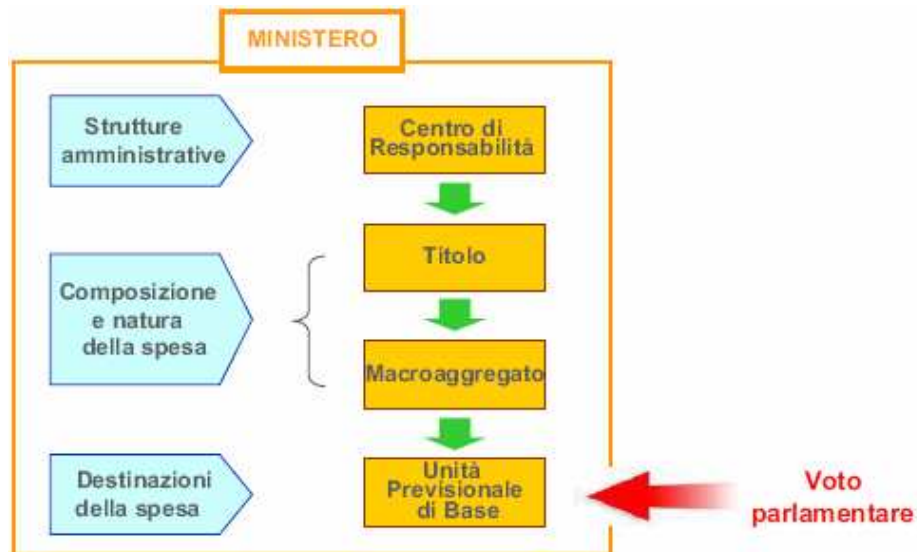 MINISTERO
Strutture
amministrative
Centro di
Responsabilità
Titolo
Composizione
e natura
della spesa
Macroaggregato
Destinazioni
della spesa
Unità
Previsionale
di Base
Voto
parlamentare